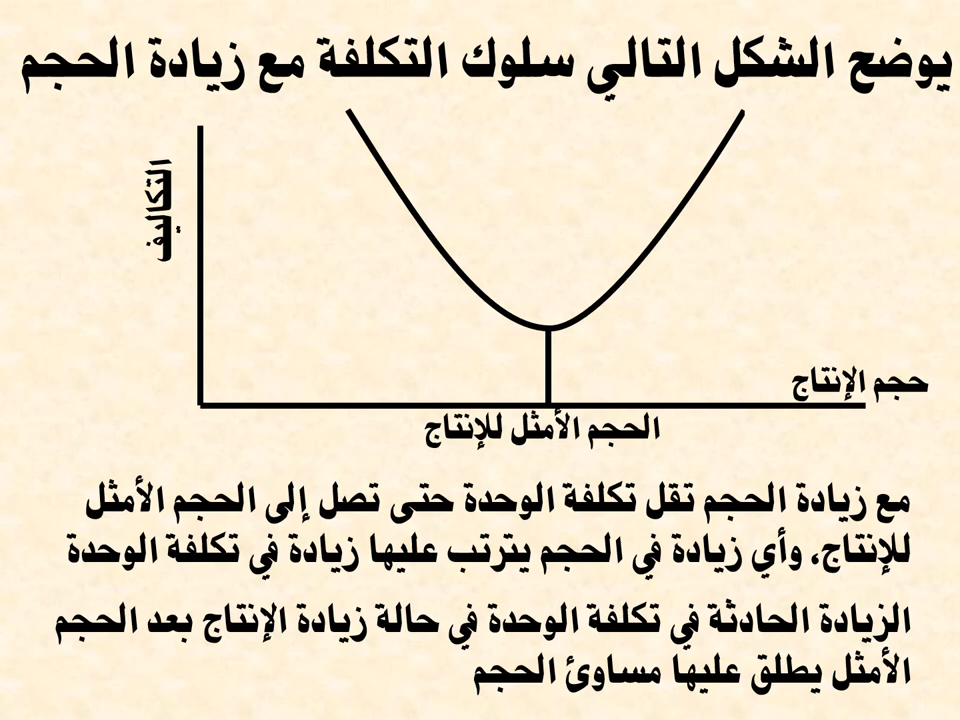 يوضح الشكل التالي سلوك التكلفة مع زيادة الحجم
التكاليف
حجم الإنتاج
الحجم الأمثل للإنتاج
مع زيادة الحجم تقل تكلفة الوحدة حتى تصل إلى الحجم الأمثل
للإنتاج، وأي زيادة في الحجم يترتب عليها زيادة في تكلفة الوحدة
الزيادة الحادثة في تكلفة الوحدة في حالة زيادة الإنتاج بعد الحجم
الأمثل يطلق عليها مساوئ الحجم